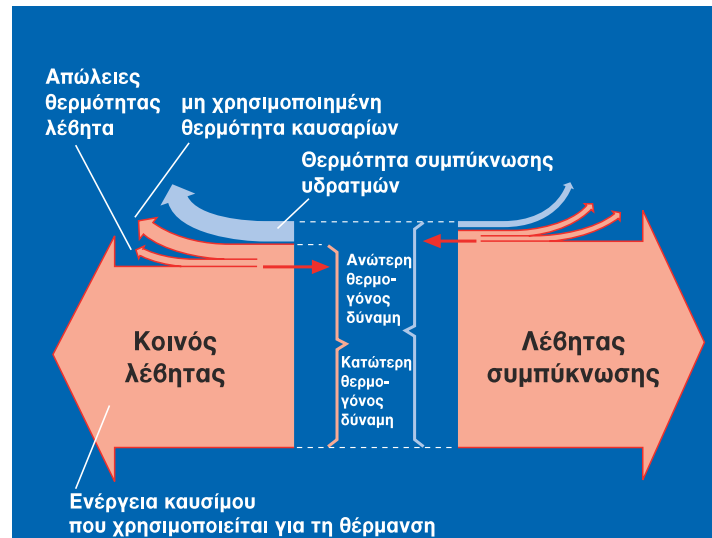 Απώλειες
θερμότητας
λέβητα
μη χρησιμοποιημένη
θερμότητα καυσαρίων
Θερμότητα συμπύκνωσης
υδρατμών
Ανώτερη
θερμο-
γόνος
δύναμη
Κατώτερη
θερμο-
γόνος
δύναμη
Κοινός
λέβητας
Λέβητας
συμπύκνωσης
Ενέργεια καυσίμου
που χρησιμοποιείται για τη θέρμανση